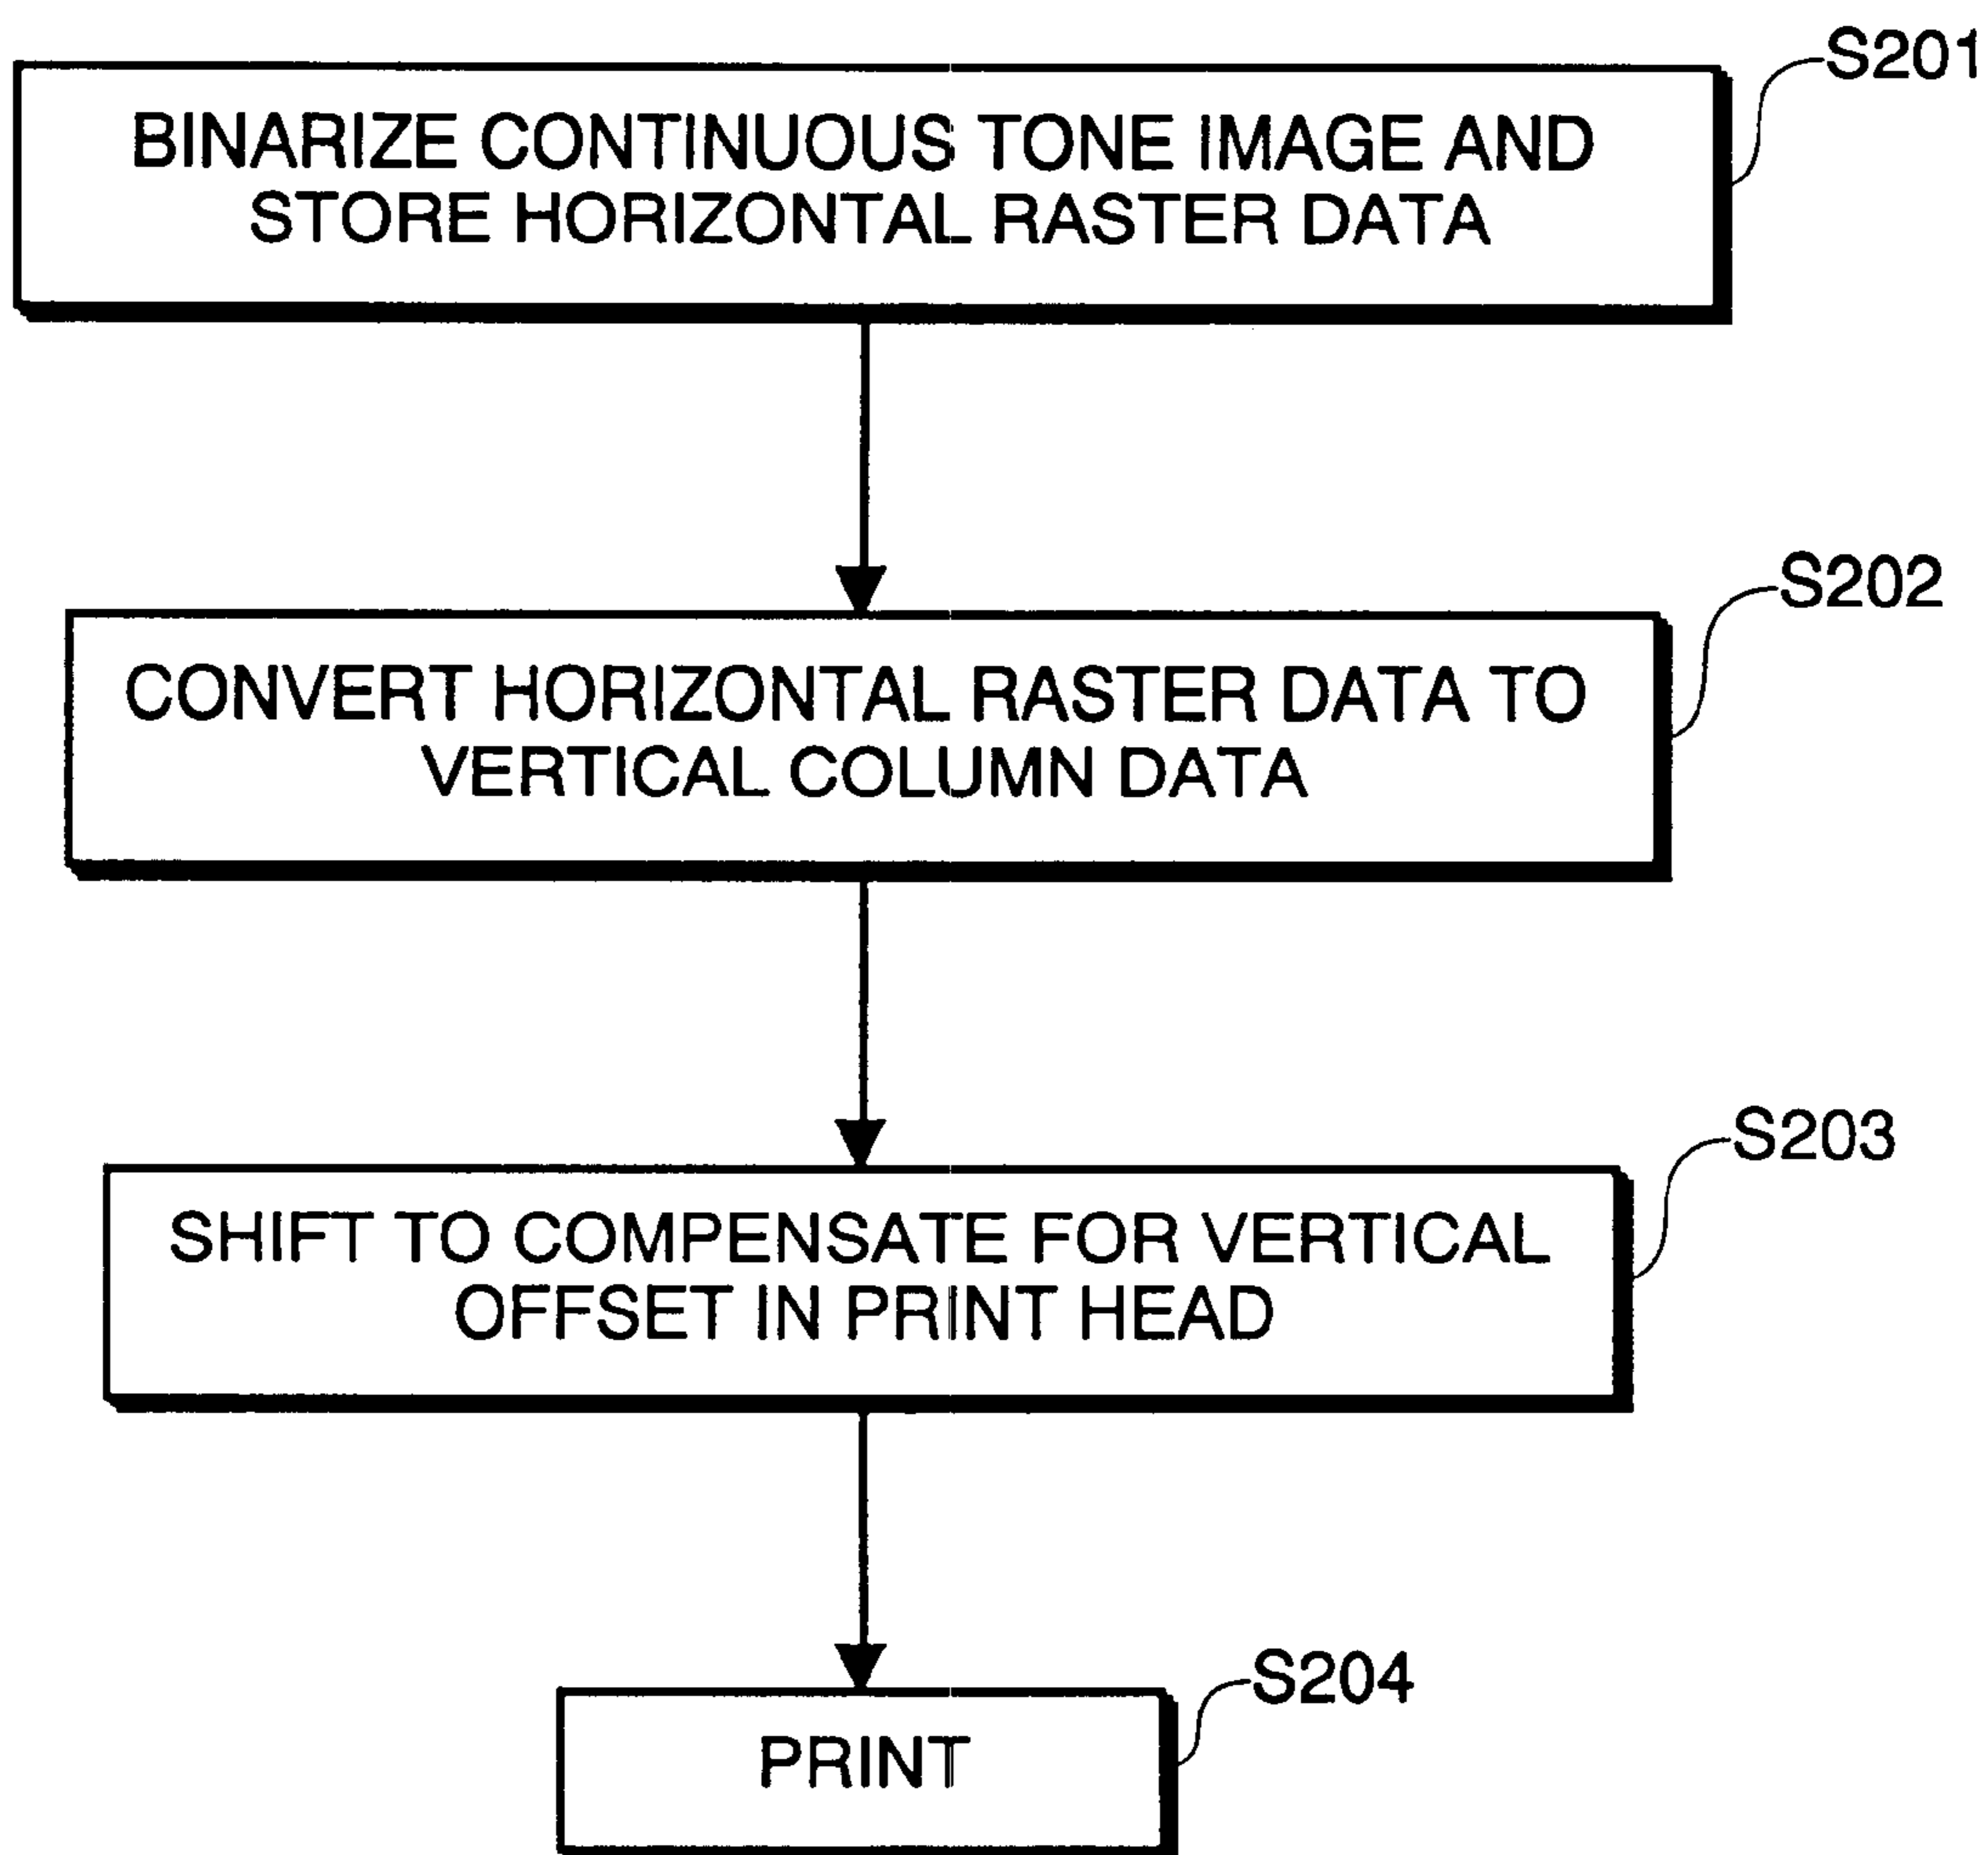 S201
BINARIZE CONTINUOUS TONE IMAGE AND
STORE HORIZONTAL RASTER DATA
S202
CONVERT HORIZONTAL RASTER DATA TO
VERTICAL COLUMN DATA
S203
SHIFT TO COMPENSATE FOR VERTICAL
OFFSET IN PRINT HEAD
S204
PRINT